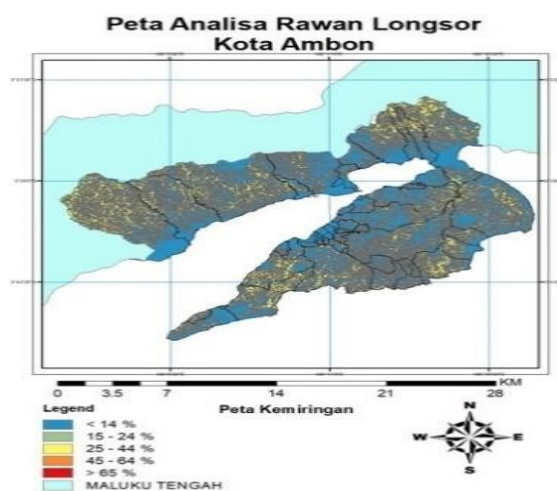 Peta Analisa Rawan Longsor
Kota Ambon
0 3.5 7 14 21 28 KM
Legend
Peta Kemiringan
< 14 %
15 - 24 %
25 - 44 %
45 - 64 %
> 65 %
MALUKU TENGAH
N
W E
S